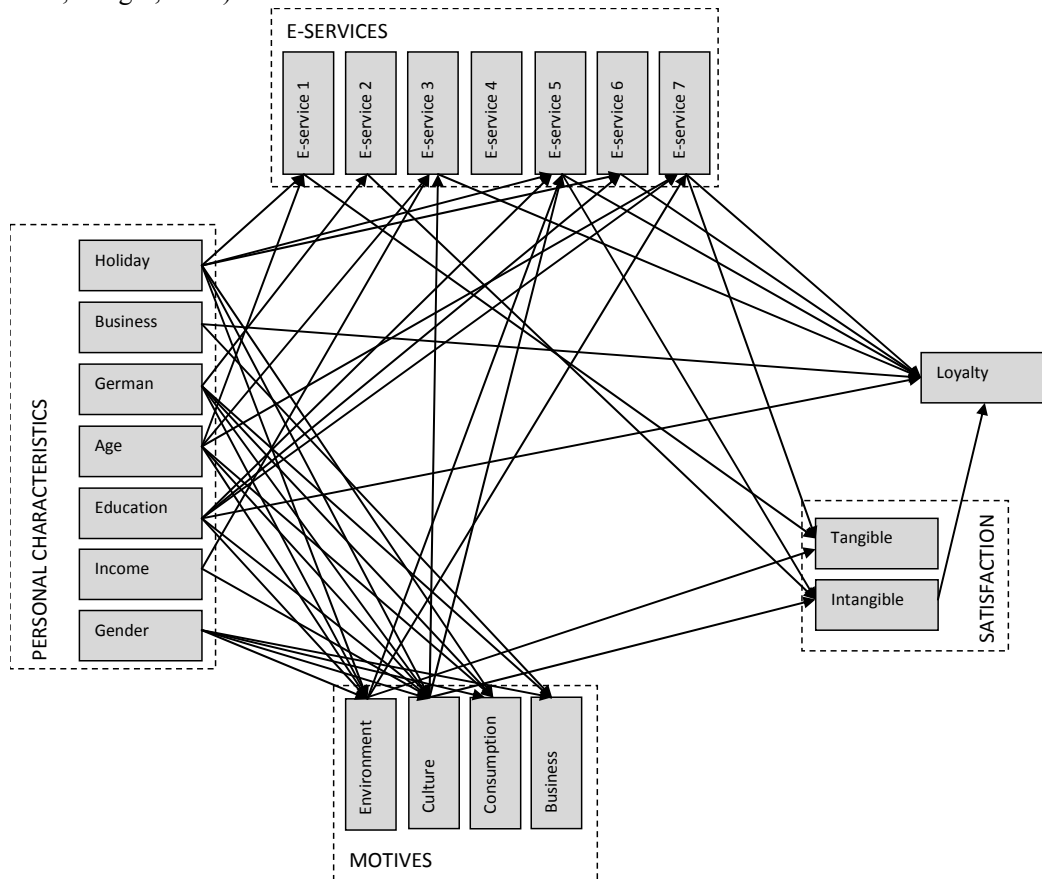 E-SERVICES
E-service 1
E-service 2
E-service 3
E-service 4
E-service 5
E-service 6
E-service 7
PERSONAL CHARACTERISTICS
Holiday
Business
German
Age
Education
Income
Gender
Loyalty
Tangible
Intangible
SATISFACTION
Environment
Culture
Consumption
Business
MOTIVES